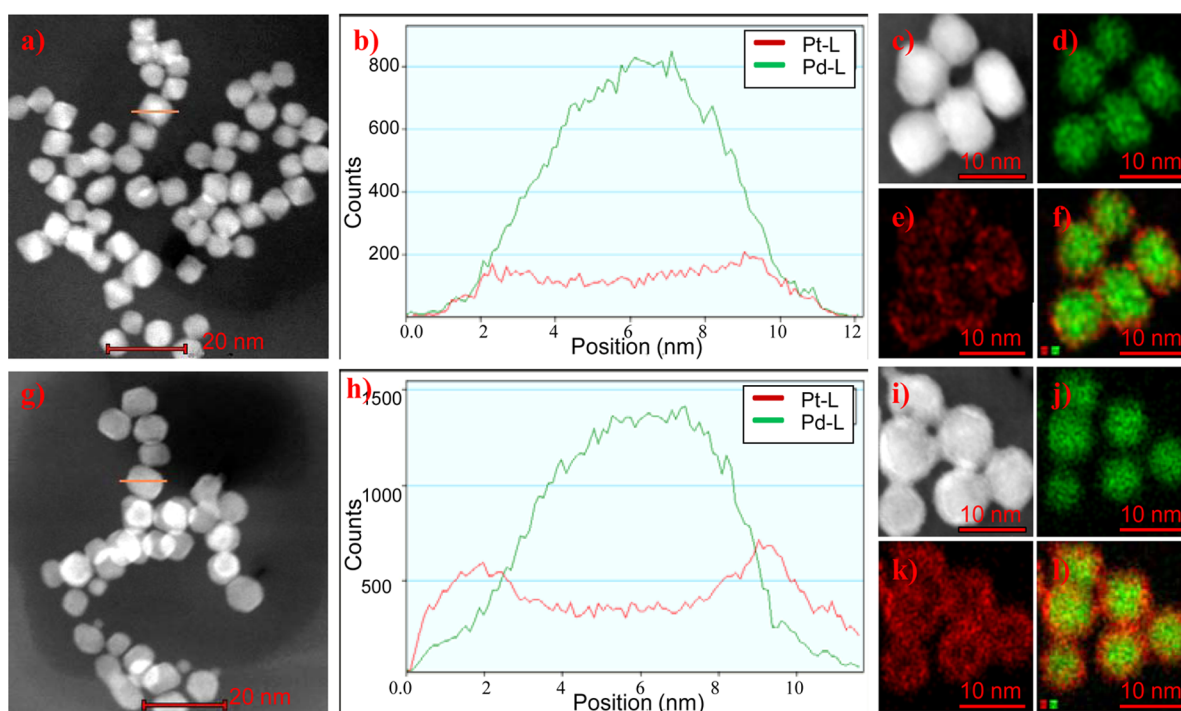 a)
20 nm
b)
Pt-L
Pd-L
800
600
400
200
Counts
0.0 2 4 6 8 10 12
Position (nm)
c)
10 nm
d)
10 nm
e)
10 nm
f)
10 nm
g)
20 nm
h)
Pt-L
Pd-L
1500
1000
500
Counts
0.0 2 4 6 8 10
Position (nm)
i)
10 nm
j)
10 nm
k)
10 nm
l)
10 nm